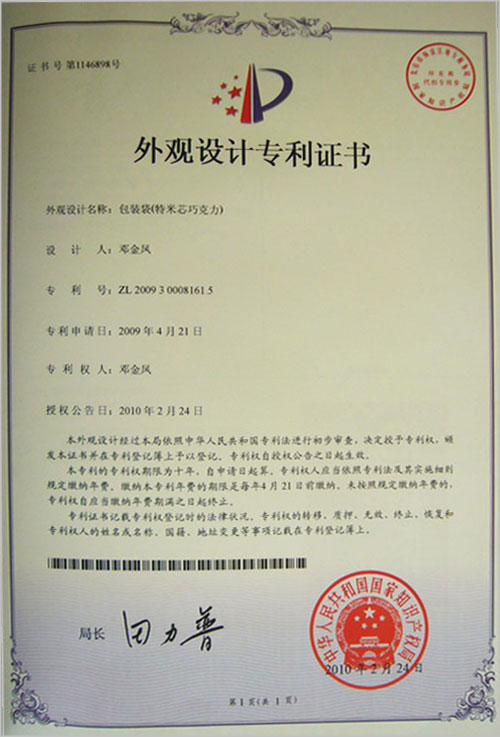 证书号第1146898号
代办专用章
国家知识产权
外观设计专利证书
外观设计名称：包装袋(特米芯巧克力)
设计人：邓金凤
专利号：ZL 2009 3 0008161.5
专利申请日：2009年4月21日
专利权人：邓金凤
授权公告日：2010年2月24日
本外观设计经过本局依照中华人民共和国专利法进行初步审查，决定授予专利权，颁
发本证书并在专利登记簿上予以登记。专利权自授权公告之日起生效。
本专利的专利权期限为十年，自申请日起算。专利权人应当依照专利法及其实施细则
规定缴纳年费。缴纳本专利年费的期限是每年4月21日前缴纳。未按照规定缴纳年费的，
专利权自应当缴纳年费期满之日起终止。
专利证书记载专利权登记时的法律状况。专利权的转移、质押、无效、终止、恢复和
专利权人的姓名或名称、国籍、地址变更等事项记载在专利登记簿上。
局长 田力普
中华人民共和国国家知识产权局
2010年2月24日
第1页(共1页)